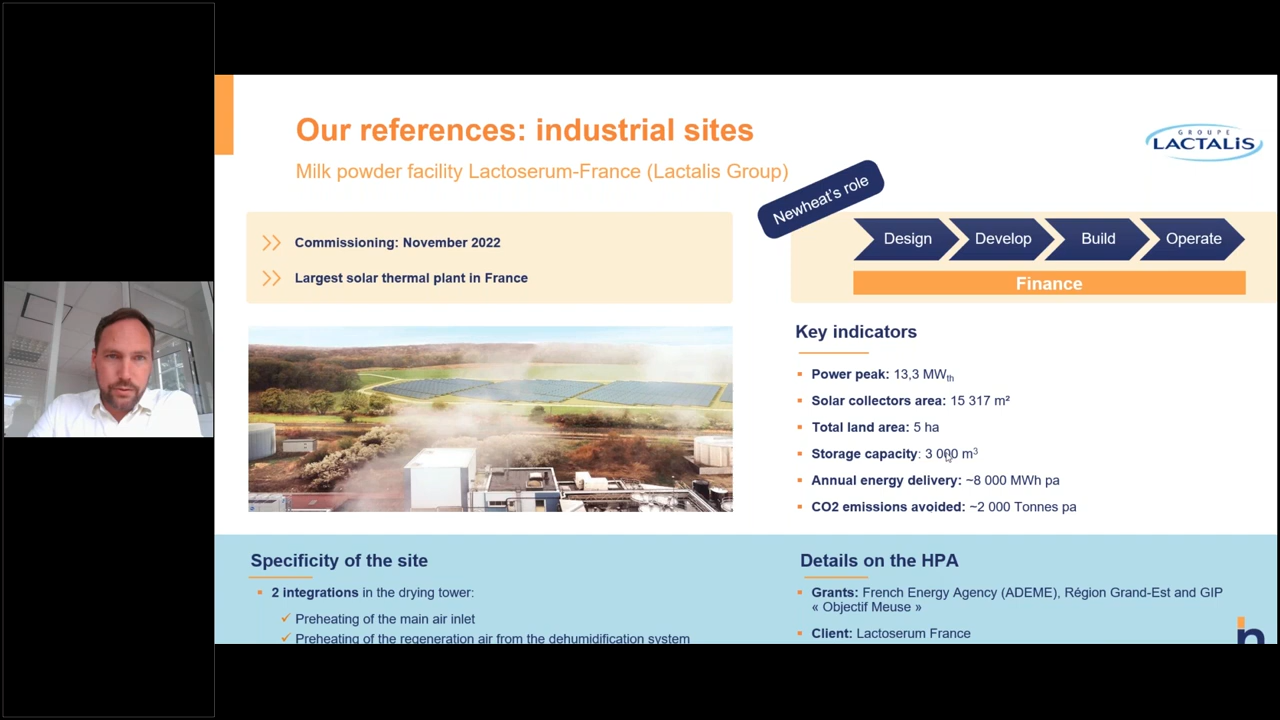 Our references: industrial sites
Milk powder facility Lactoserum-France (Lactalis Group)
GROUPE
LACTALIS
Newheat's role
Commissioning: November 2022
Largest solar thermal plant in France
Design
Develop
Build
Operate
Finance
Key indicators
Power peak: 13,3 MWth
Solar collectors area: 15 317 m²
Total land area: 5 ha
Storage capacity: 3 000 m³
Annual energy delivery: ~8 000 MWh pa
CO2 emissions avoided: ~2 000 Tonnes pa
Specificity of the site
2 integrations in the drying tower:
Preheating of the main air inlet
Preheating of the regeneration air from the dehumidification system
Details on the HPA
Grants: French Energy Agency (ADEME), Région Grand-Est and GIP
« Objectif Meuse »
Client: Lactoserum France